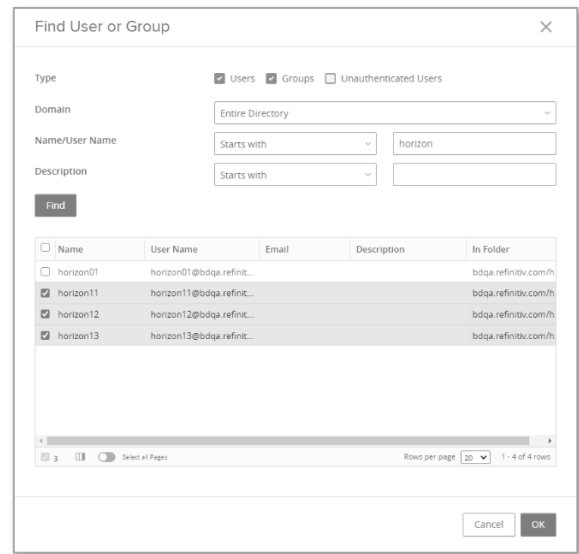 Find User or Group
Type Users Groups Unauthenticated Users
Domain Entire Directory
Name/User Name Starts with horizon
Description Starts with
Find
Name User Name Email Description In Folder
horizon01 horizon01@bdqa.refinit... bdqa.refinitiv.com/h
horizon11 horizon11@bdqa.refinit... bdqa.refinitiv.com/h
horizon12 horizon12@bdqa.refinit... bdqa.refinitiv.com/h
horizon13 horizon13@bdqa.refinit... bdqa.refinitiv.com/h
3 Select all Pages Rows per page 20 1 - 4 of 4 rows
Cancel OK